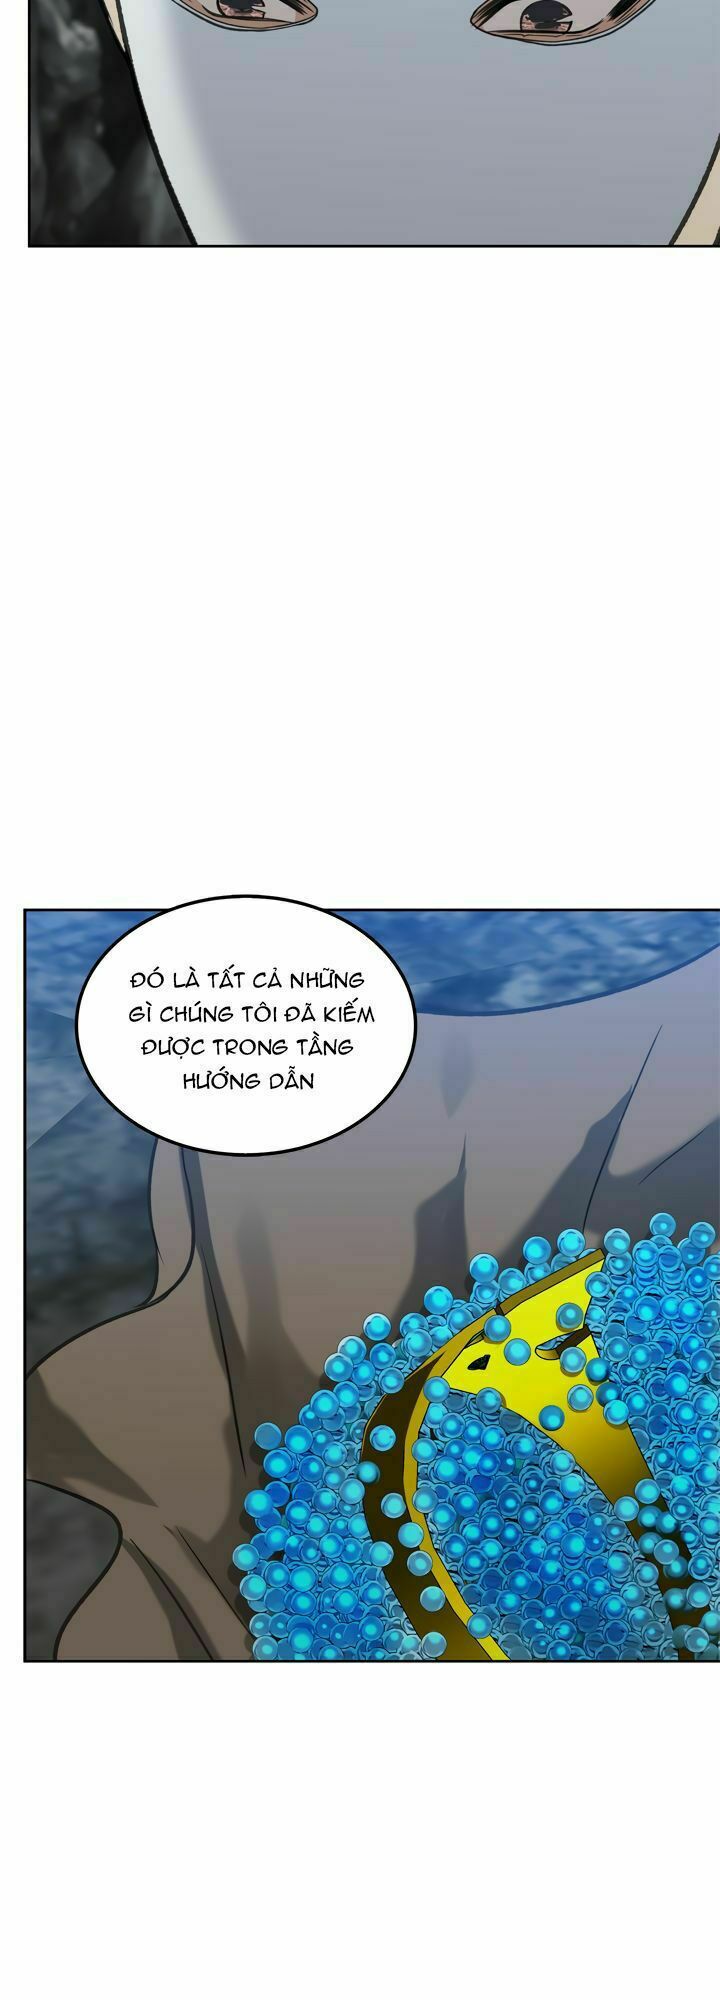 ĐÓ LÀ TẤT CẢ NHỮNG
GÌ CHÚNG TÔI ĐÃ KIẾM
ĐƯỢC TRONG TẦNG
HƯỚNG DẪN